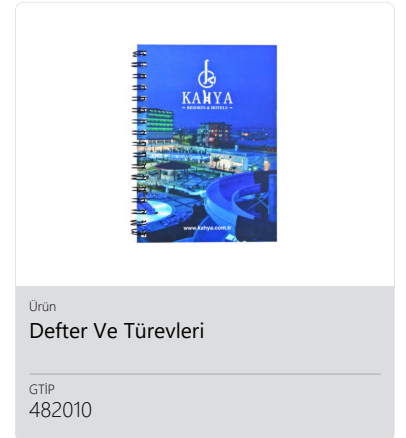 KAHYA
RESORTS & HOTELS
www.kahya.com.tr
Ürün
Defter Ve Türevleri
GTİP
482010